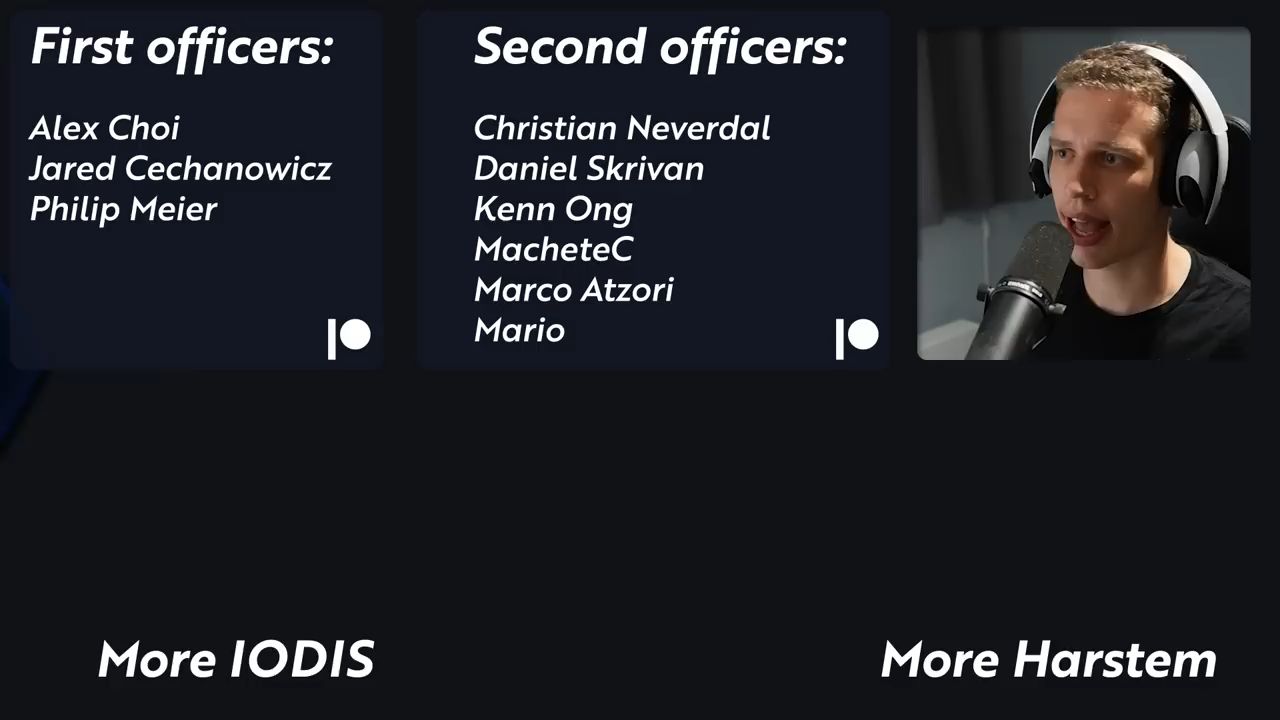 First officers:
Alex Choi
Jared Cechanowicz
Philip Meier
Second officers:
Christian Neverdal
Daniel Skrivan
Kenn Ong
MacheteC
Marco Atzori
Mario
More IODIS
More Harstem